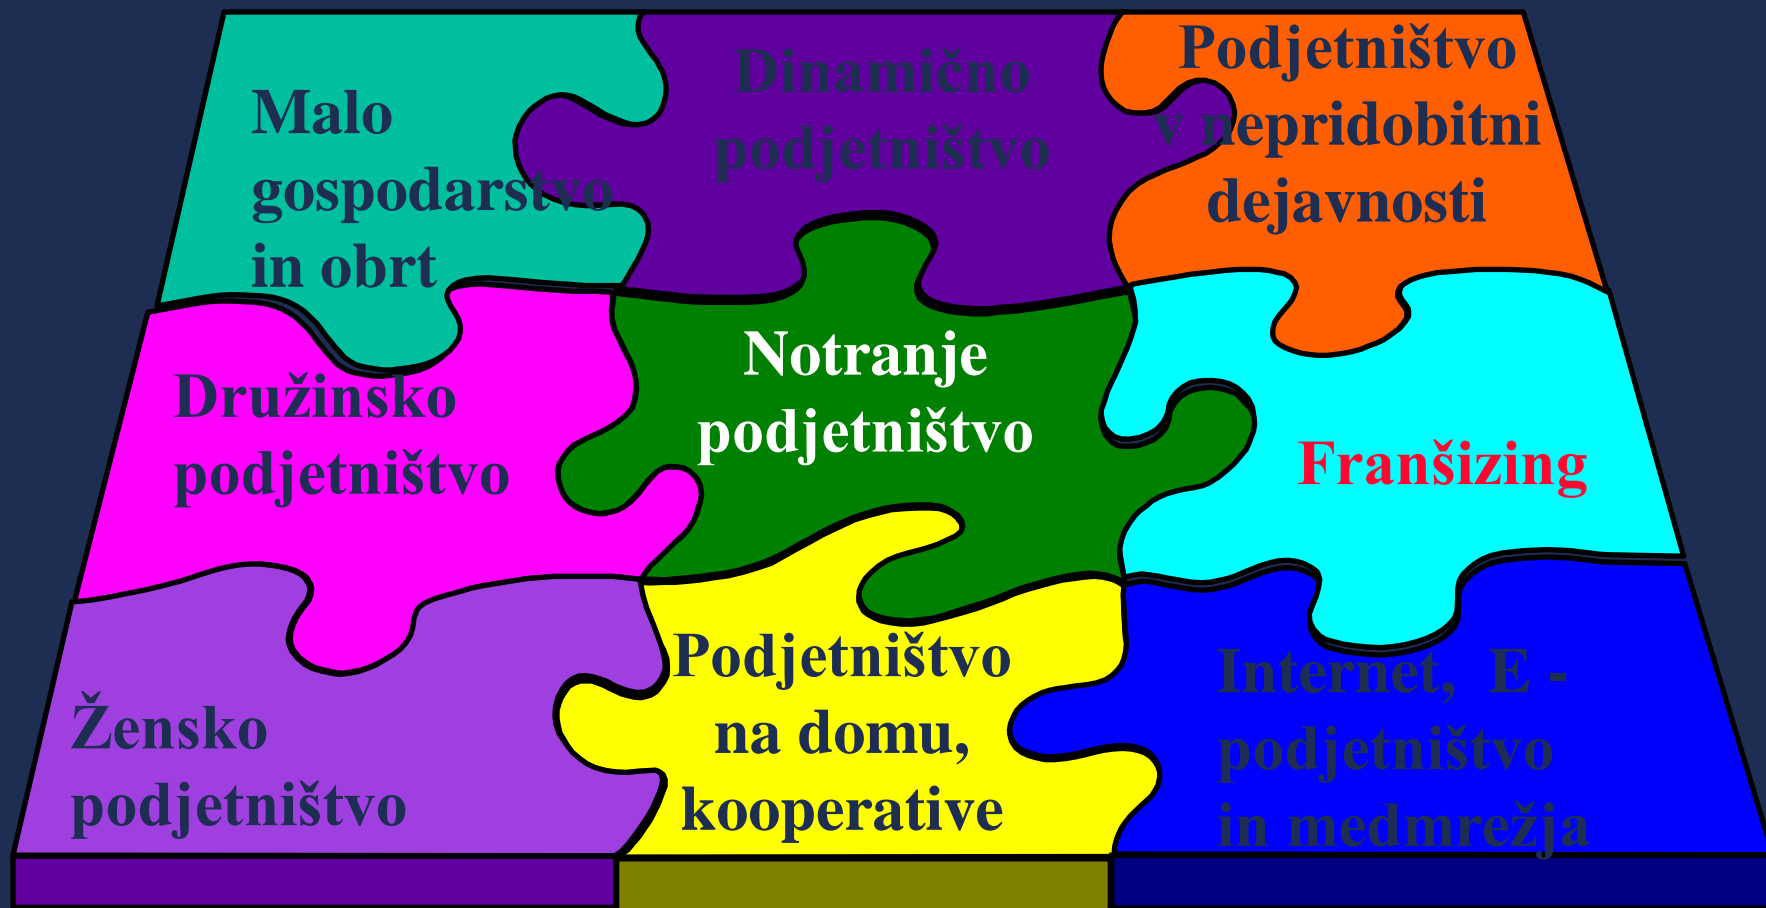 Malo
gospodarstvo
in obrt
Dinamično
podjetništvo
Podjetništvo
v nepridobitni
dejavnosti
Družinsko
podjetništvo
Notranje
podjetništvo
Franšizing
Žensko
podjetništvo
Podjetništvo
na domu,
kooperative
Internet, E -
podjetništvo
in medmrežja